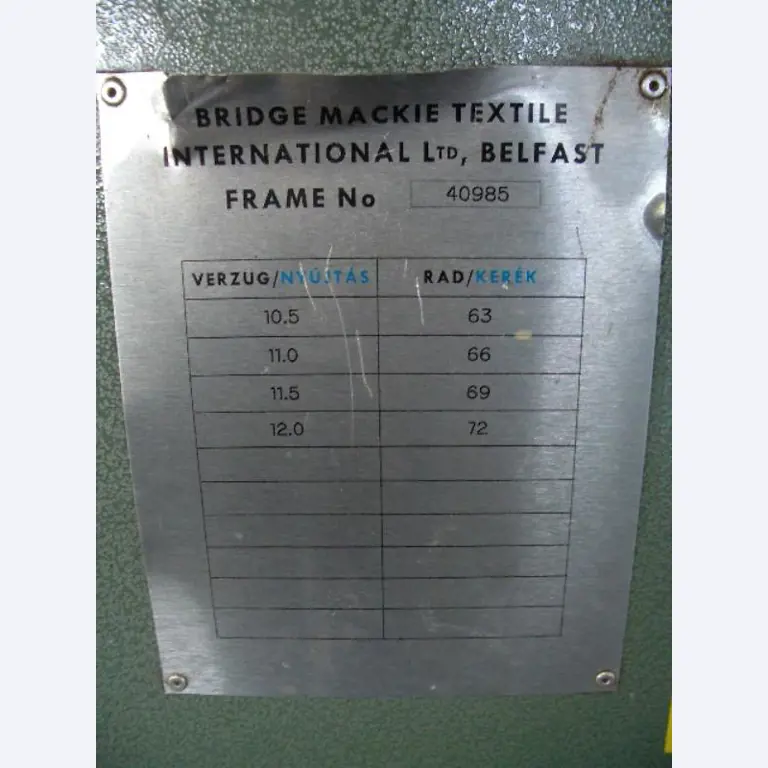 BRIDGE MACKIE TEXTILE
INTERNATIONAL LTD, BELFAST
FRAME No 40985
VERZUG/NYÚJTÁS RAD/KERÉK
10.5 63
11.0 66
11.5 69
12.0 72